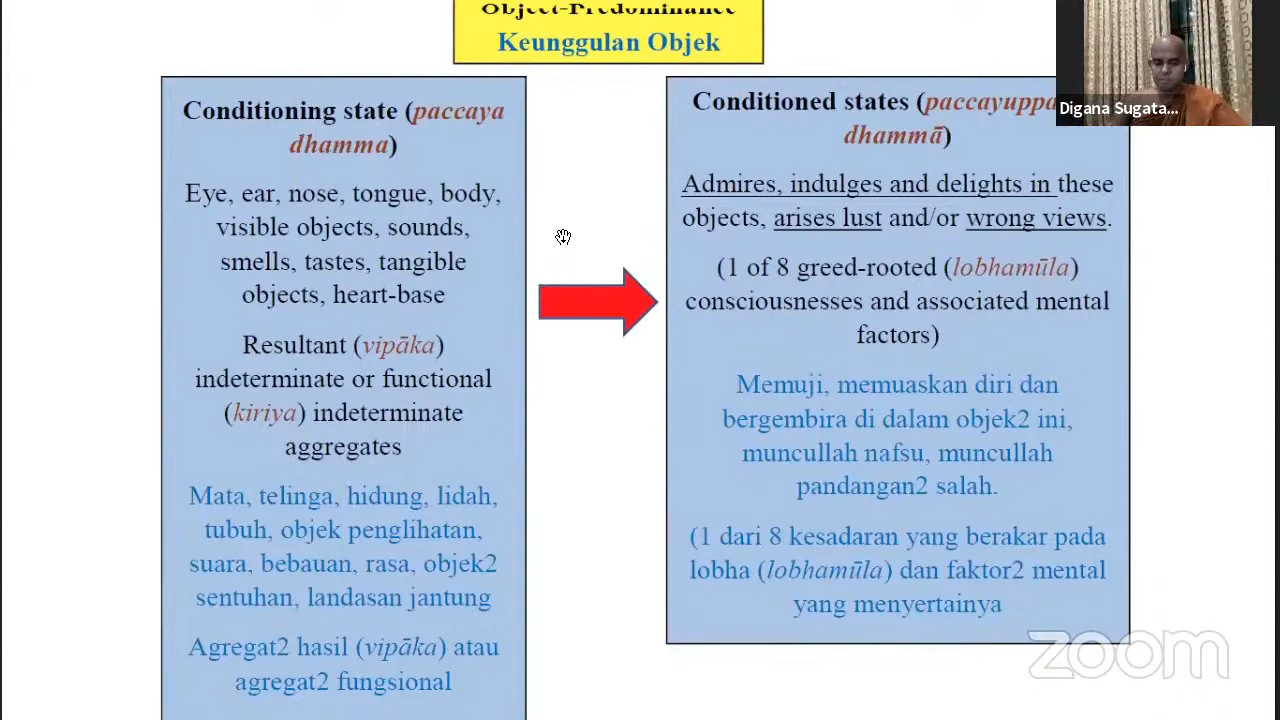 Object-Predominance
Keunggulan Objek
Conditioning state (paccaya
dhamma)
Eye, ear, nose, tongue, body,
visible objects, sounds,
smells, tastes, tangible
objects, heart-base
Resultant (vipāka)
indeterminate or functional
(kiriya) indeterminate
aggregates
Mata, telinga, hidung, lidah,
tubuh, objek penglihatan,
suara, bebauan, rasa, objek2
sentuhan, landasan jantung
Agregat2 hasil (vipāka) atau
agregat2 fungsional
Conditioned states (paccayuppa
dhammā)
Admires, indulges and delights in these
objects, arises lust and/or wrong views.
(1 of 8 greed-rooted (lobhamūla)
consciousnesses and associated mental
factors)
Memuji, memuaskan diri dan
bergembira di dalam objek2 ini,
muncullah nafsu, muncullah
pandangan2 salah.
(1 dari 8 kesadaran yang berakar pada
lobha (lobhamūla) dan faktor2 mental
yang menyertainya
Digana Sugata...
zoom